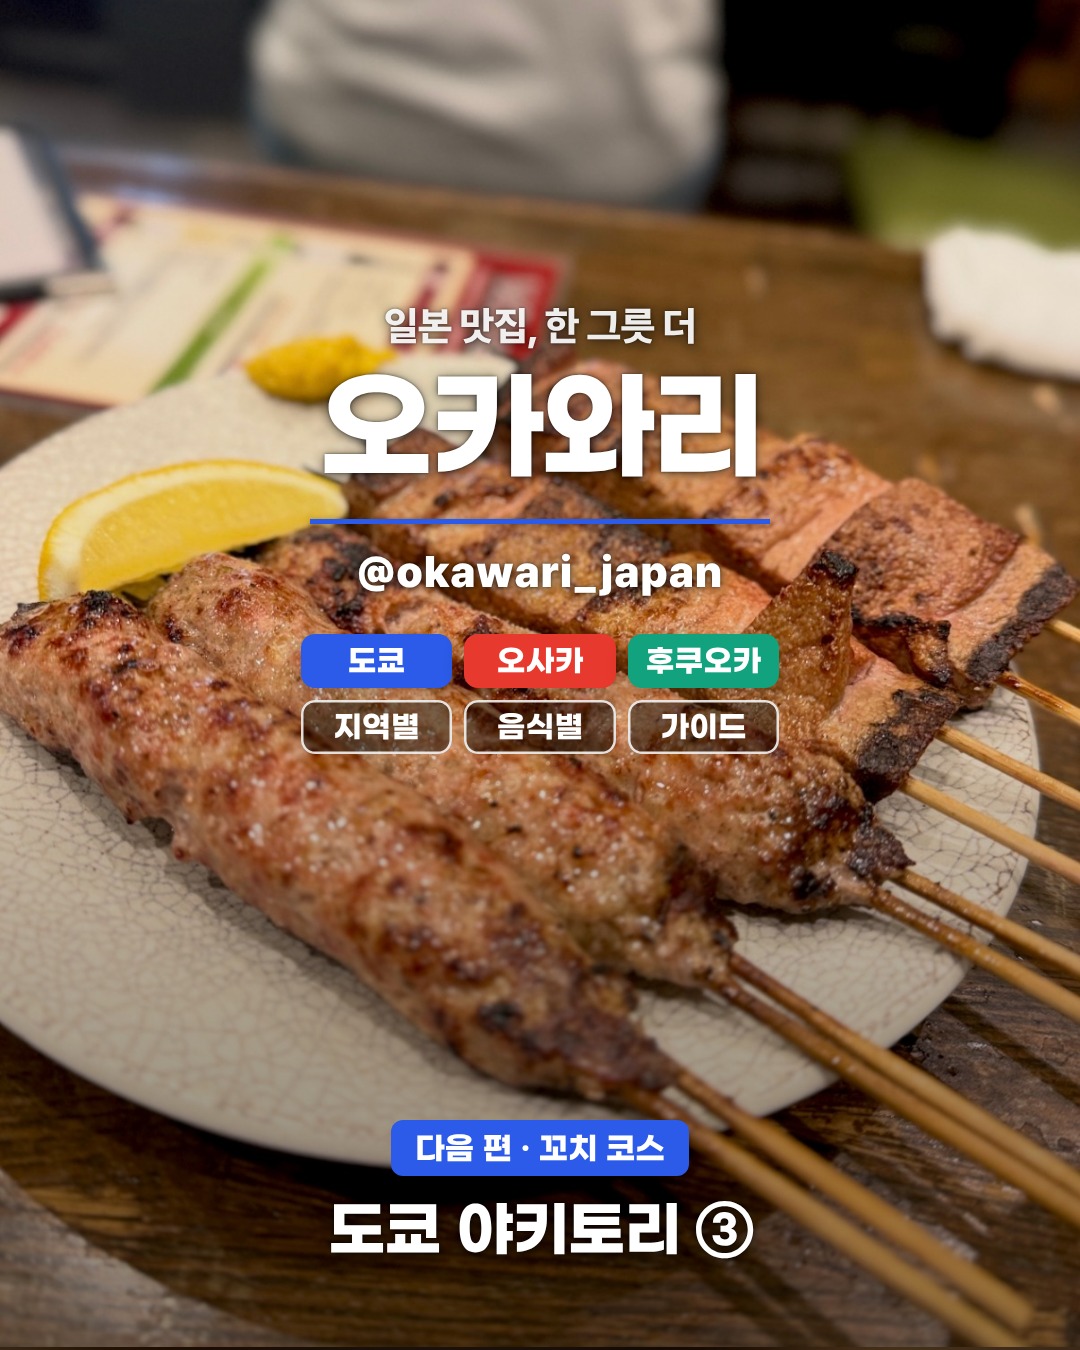 일본 맛집, 한 그릇 더
오카와리
@okawari_japan
도쿄 오사카 후쿠오카
지역별 음식별 가이드
다음 편 · 꼬치 코스
도쿄 야키토리 ③